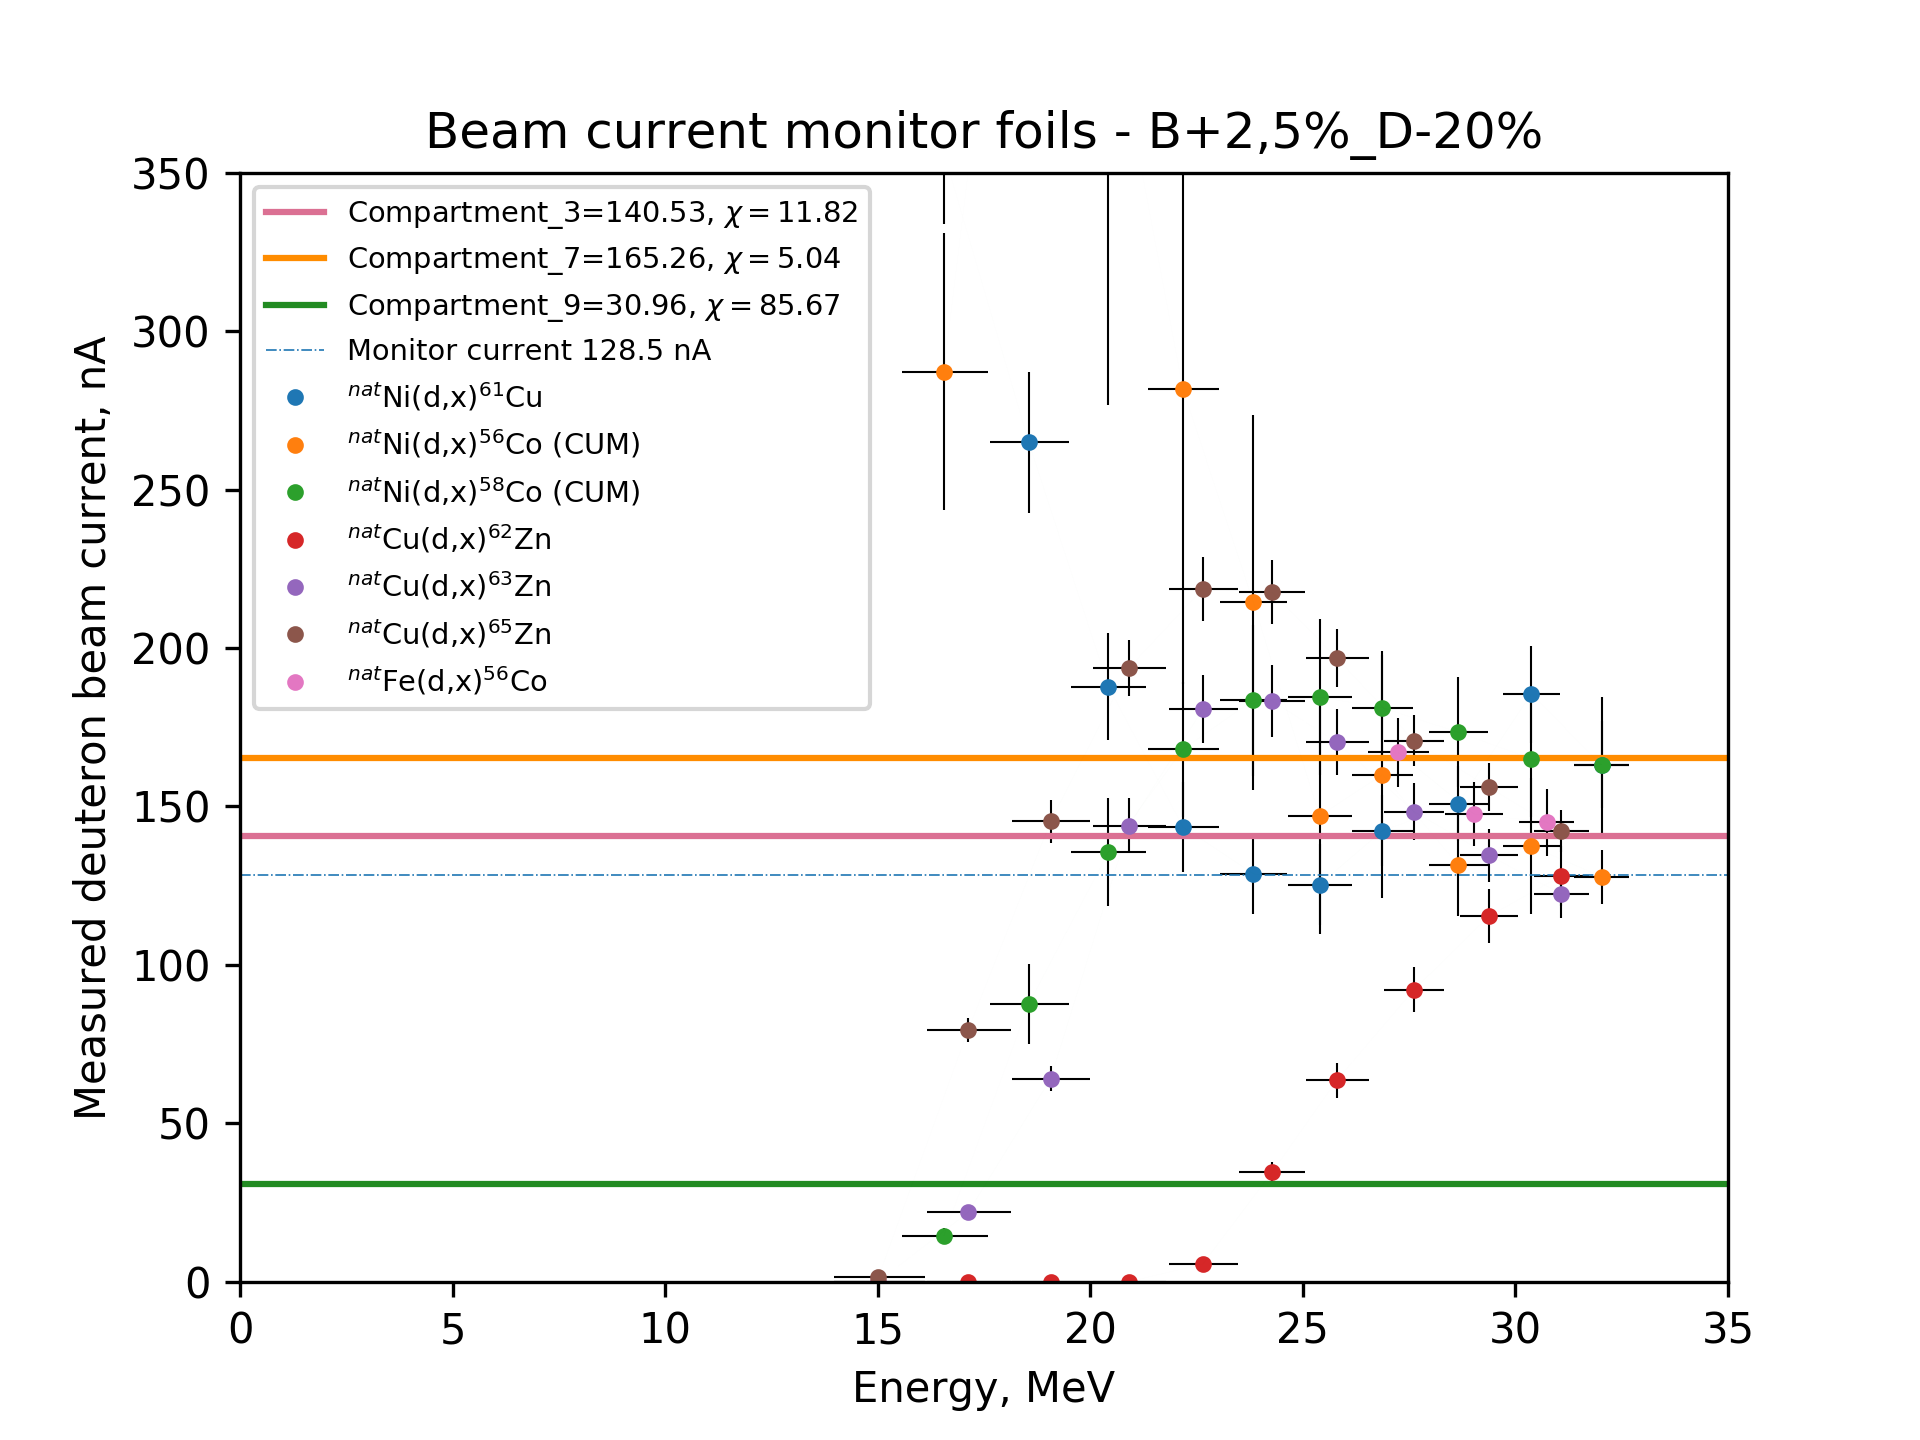 Beam current monitor foils - B+2,5%_D-20%
Measured deuteron beam current, nA
350
300
250
200
150
100
50
0
Compartment_3=140.53, χ = 11.82
Compartment_7=165.26, χ = 5.04
Compartment_9=30.96, χ = 85.67
Monitor current 128.5 nA
ⁿᵃᵗNi(d,x)⁶¹Cu
ⁿᵃᵗNi(d,x)⁵⁶Co (CUM)
ⁿᵃᵗNi(d,x)⁵⁸Co (CUM)
ⁿᵃᵗCu(d,x)⁶²Zn
ⁿᵃᵗCu(d,x)⁶³Zn
ⁿᵃᵗCu(d,x)⁶⁵Zn
ⁿᵃᵗFe(d,x)⁵⁶Co
0 5 10 15 20 25 30 35
Energy, MeV